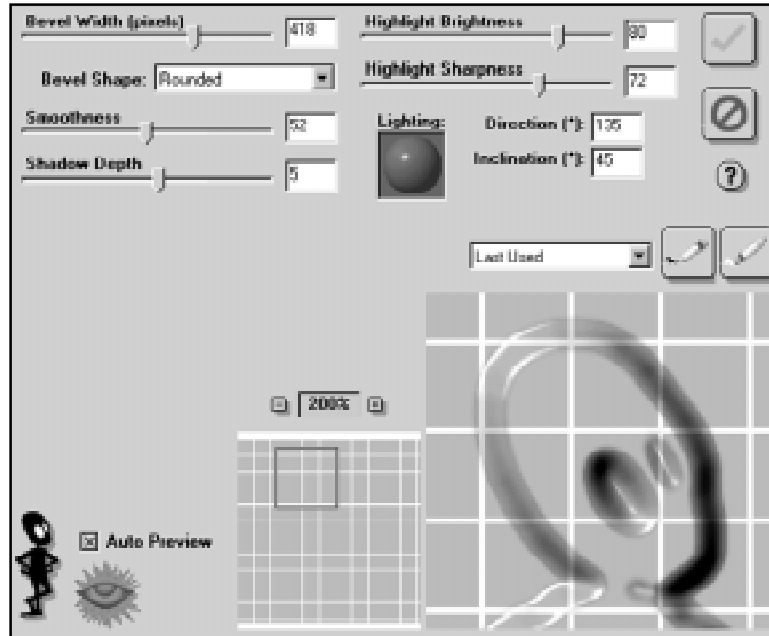 Bevel Width (pixels) 418
Highlight Brightness 80
Bevel Shape: Rounded
Highlight Sharpness 72
Smoothness 52
Lighting: Direction (°): 135
Shadow Depth 5
Inclination (°): 45
?
Last Used
200%
Auto Preview